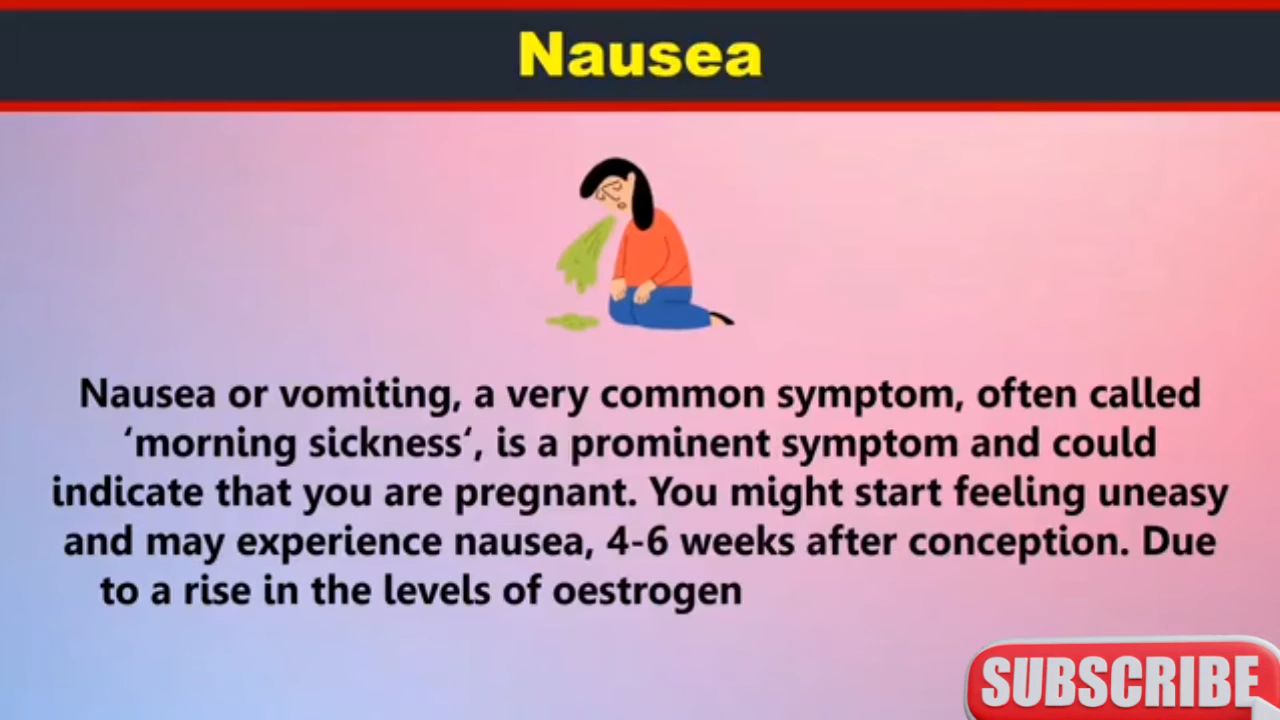 Nausea
Nausea or vomiting, a very common symptom, often called
‘morning sickness‘, is a prominent symptom and could
indicate that you are pregnant. You might start feeling uneasy
and may experience nausea, 4-6 weeks after conception. Due
to a rise in the levels of oestrogen
SUBSCRIBE